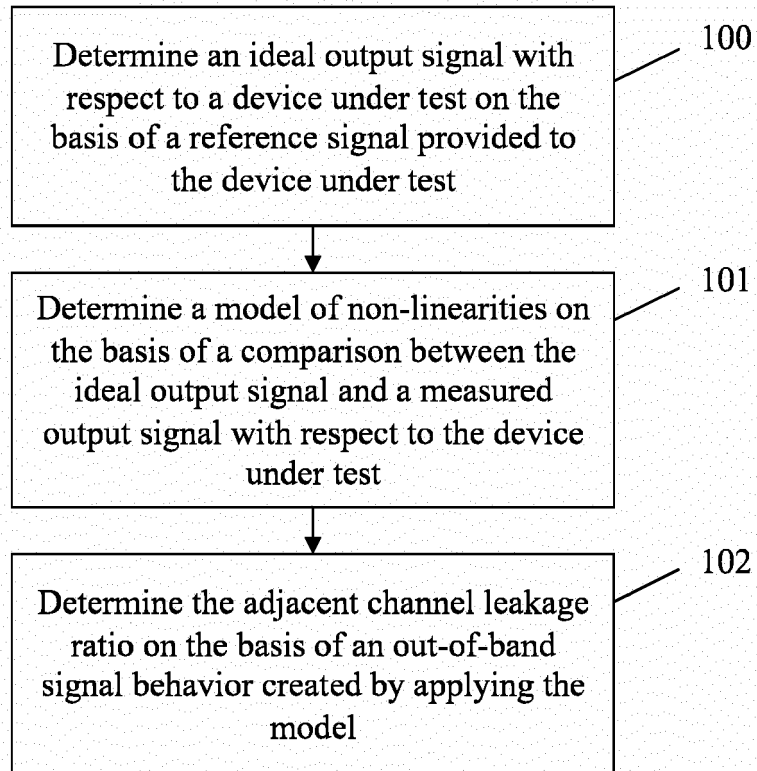 Determine an ideal output signal with
respect to a device under test on the
basis of a reference signal provided to
the device under test
100
Determine a model of non-linearities on
the basis of a comparison between the
ideal output signal and a measured
output signal with respect to the device
under test
101
Determine the adjacent channel leakage
ratio on the basis of an out-of-band
signal behavior created by applying the
model
102